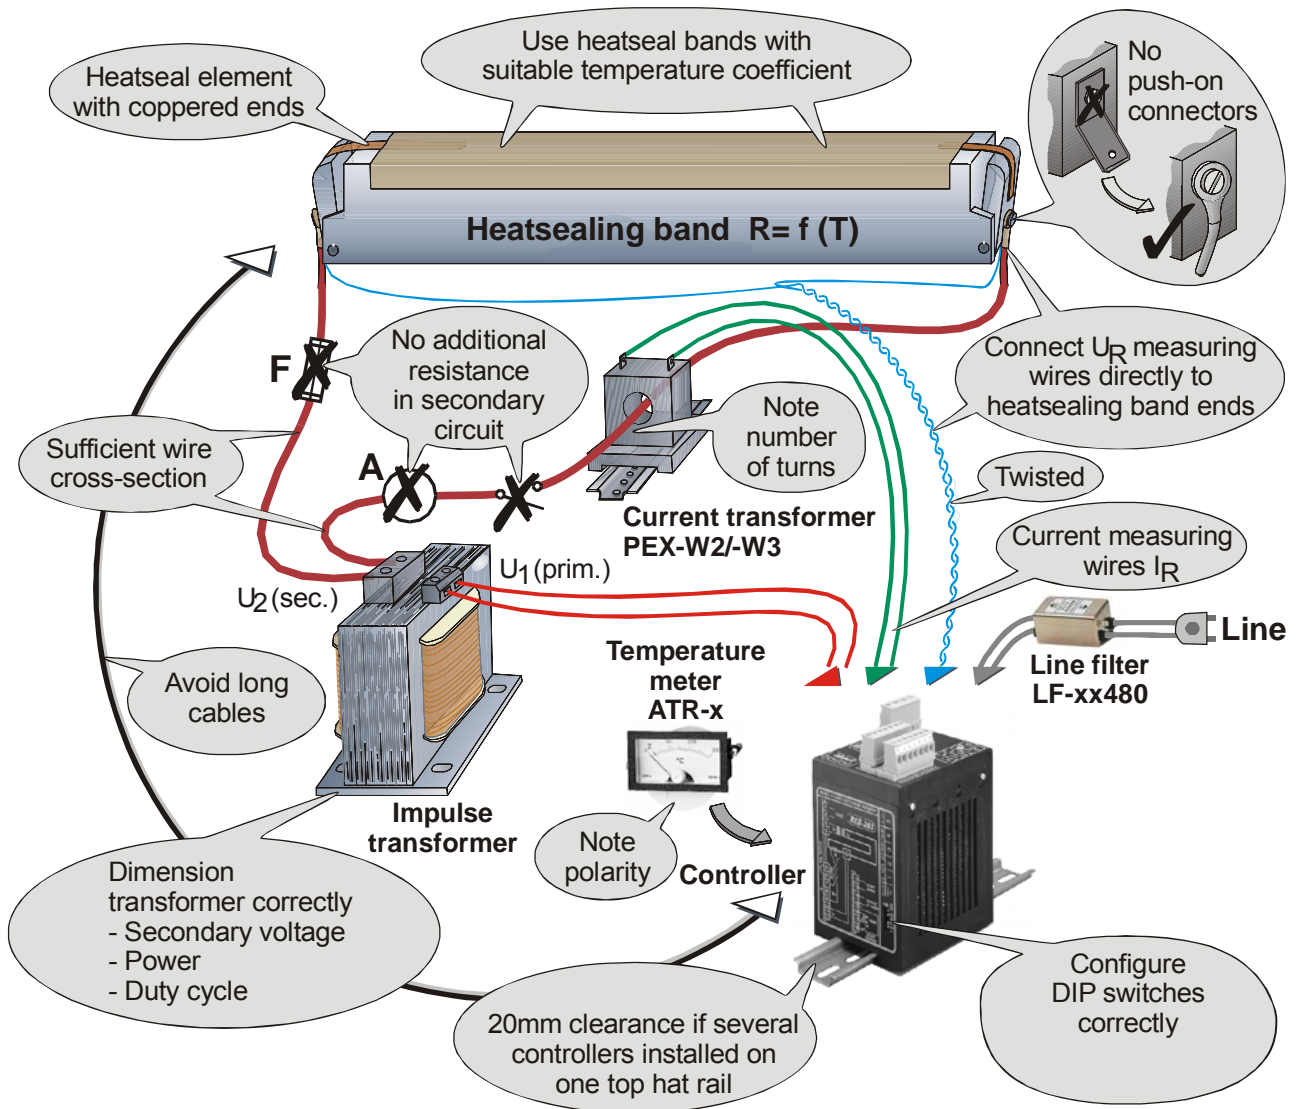 Use heatseal bands with
suitable temperature coefficient
Heatseal element
with coppered ends
No
push-on
connectors
Heatsealing band R= f (T)
No additional
resistance
in secondary
circuit
F
Connect UR measuring
wires directly to
heatsealing band ends
Note
number
of turns
Sufficient wire
cross-section
A
Twisted
Current transformer
PEX-W2/-W3
Current measuring
wires IR
U1 (prim.)
U2 (sec.)
Line
Line filter
LF-xx480
Temperature
meter
ATR-x
Avoid long
cables
°C
Impulse
transformer
Note
polarity
Controller
Dimension
transformer correctly
- Secondary voltage
- Power
- Duty cycle
Configure
DIP switches
correctly
20mm clearance if several
controllers installed on
one top hat rail